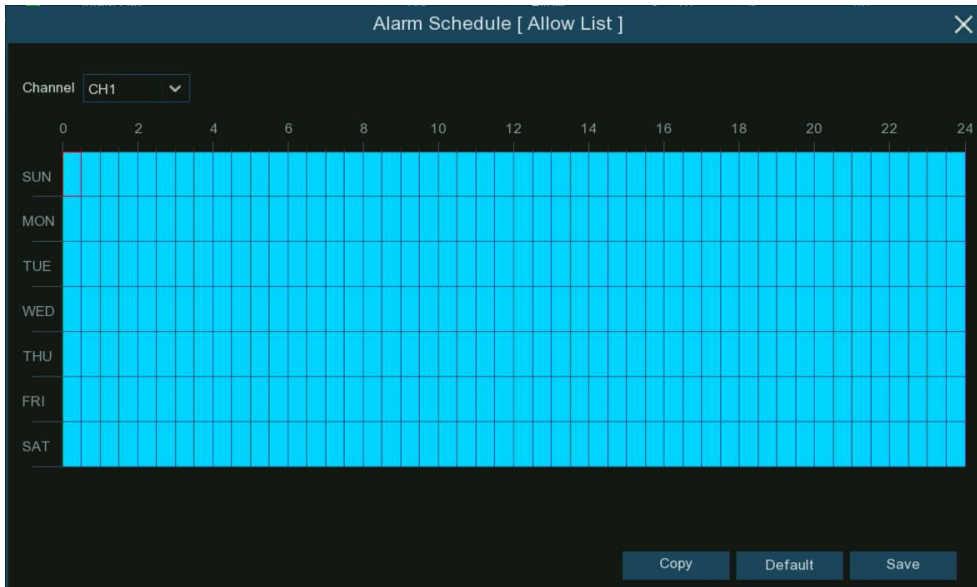 Alarm Schedule [ Allow List ]
Channel CH1
0 2 4 6 8 10 12 14 16 18 20 22 24
SUN
MON
TUE
WED
THU
FRI
SAT
Copy Default Save